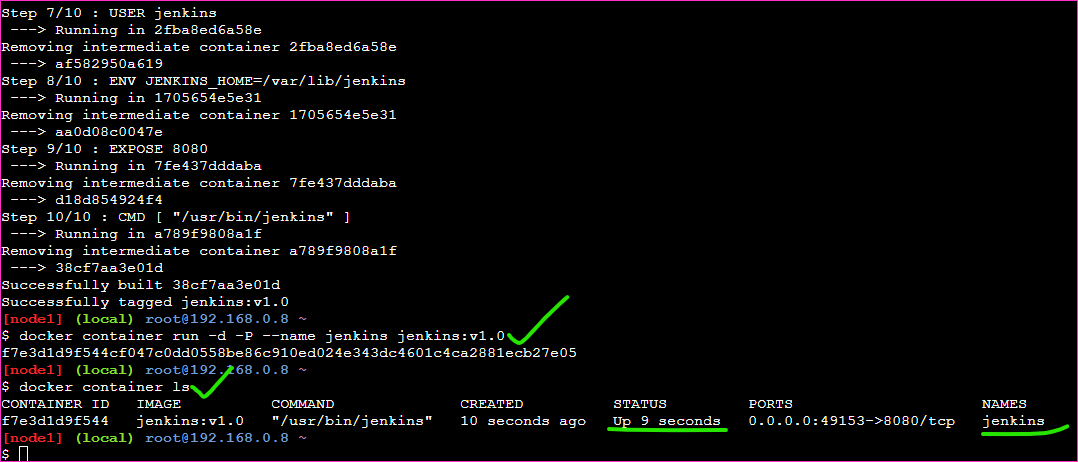 Step 7/10 : USER jenkins
 ---> Running in 2fba8ed6a58e
Removing intermediate container 2fba8ed6a58e
 ---> af582950a619
Step 8/10 : ENV JENKINS_HOME=/var/lib/jenkins
 ---> Running in 1705654e5e31
Removing intermediate container 1705654e5e31
 ---> aa0d08c0047e
Step 9/10 : EXPOSE 8080
 ---> Running in 7fe437dddaba
Removing intermediate container 7fe437dddaba
 ---> d18d854924f4
Step 10/10 : CMD [ "/usr/bin/jenkins" ]
 ---> Running in a789f9808a1f
Removing intermediate container a789f9808a1f
 ---> 38cf7aa3e01d
Successfully built 38cf7aa3e01d
Successfully tagged jenkins:v1.0
[node1] (local) root@192.168.0.8 ~
$ docker container run -d -P --name jenkins jenkins:v1.0
f7e3d1d9f544cf047c0dd0558be86c910ed024e343dc4601c4ca2881ecb27e05
[node1] (local) root@192.168.0.8 ~
$ docker container ls
CONTAINER ID   IMAGE          COMMAND              CREATED          STATUS         PORTS                     NAMES
f7e3d1d9f544   jenkins:v1.0   "/usr/bin/jenkins"   10 seconds ago   Up 9 seconds   0.0.0.0:49153->8080/tcp   jenkins
[node1] (local) root@192.168.0.8 ~
$